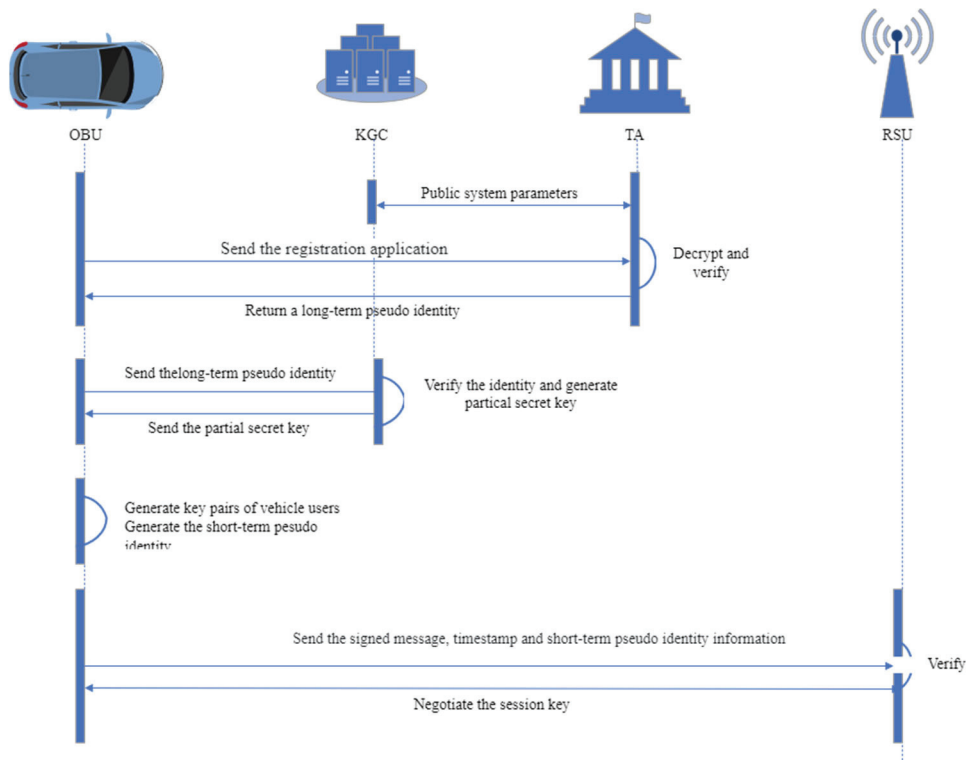 OBU
KGC
TA
RSU
Public system parameters
Send the registration application
Decrypt and
verify
Return a long-term pseudo identity
Send thelong-term pseudo identity
Verify the identity and generate
partical secret key
Send the partial secret key
Generate key pairs of vehicle users
Generate the short-term pesudo
identity
Send the signed message, timestamp and short-term pseudo identity information
Verify
Negotiate the session key